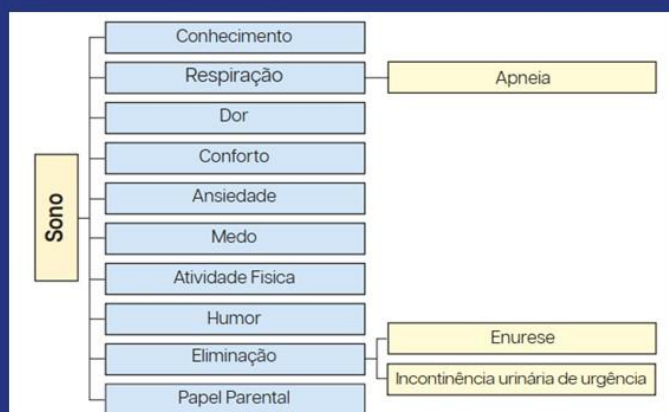 Sono
Conhecimento
Respiração
Apneia
Dor
Conforto
Ansiedade
Medo
Atividade Fisica
Humor
Eliminação
Enurese
Incontinência urinária de urgência
Papel Parental